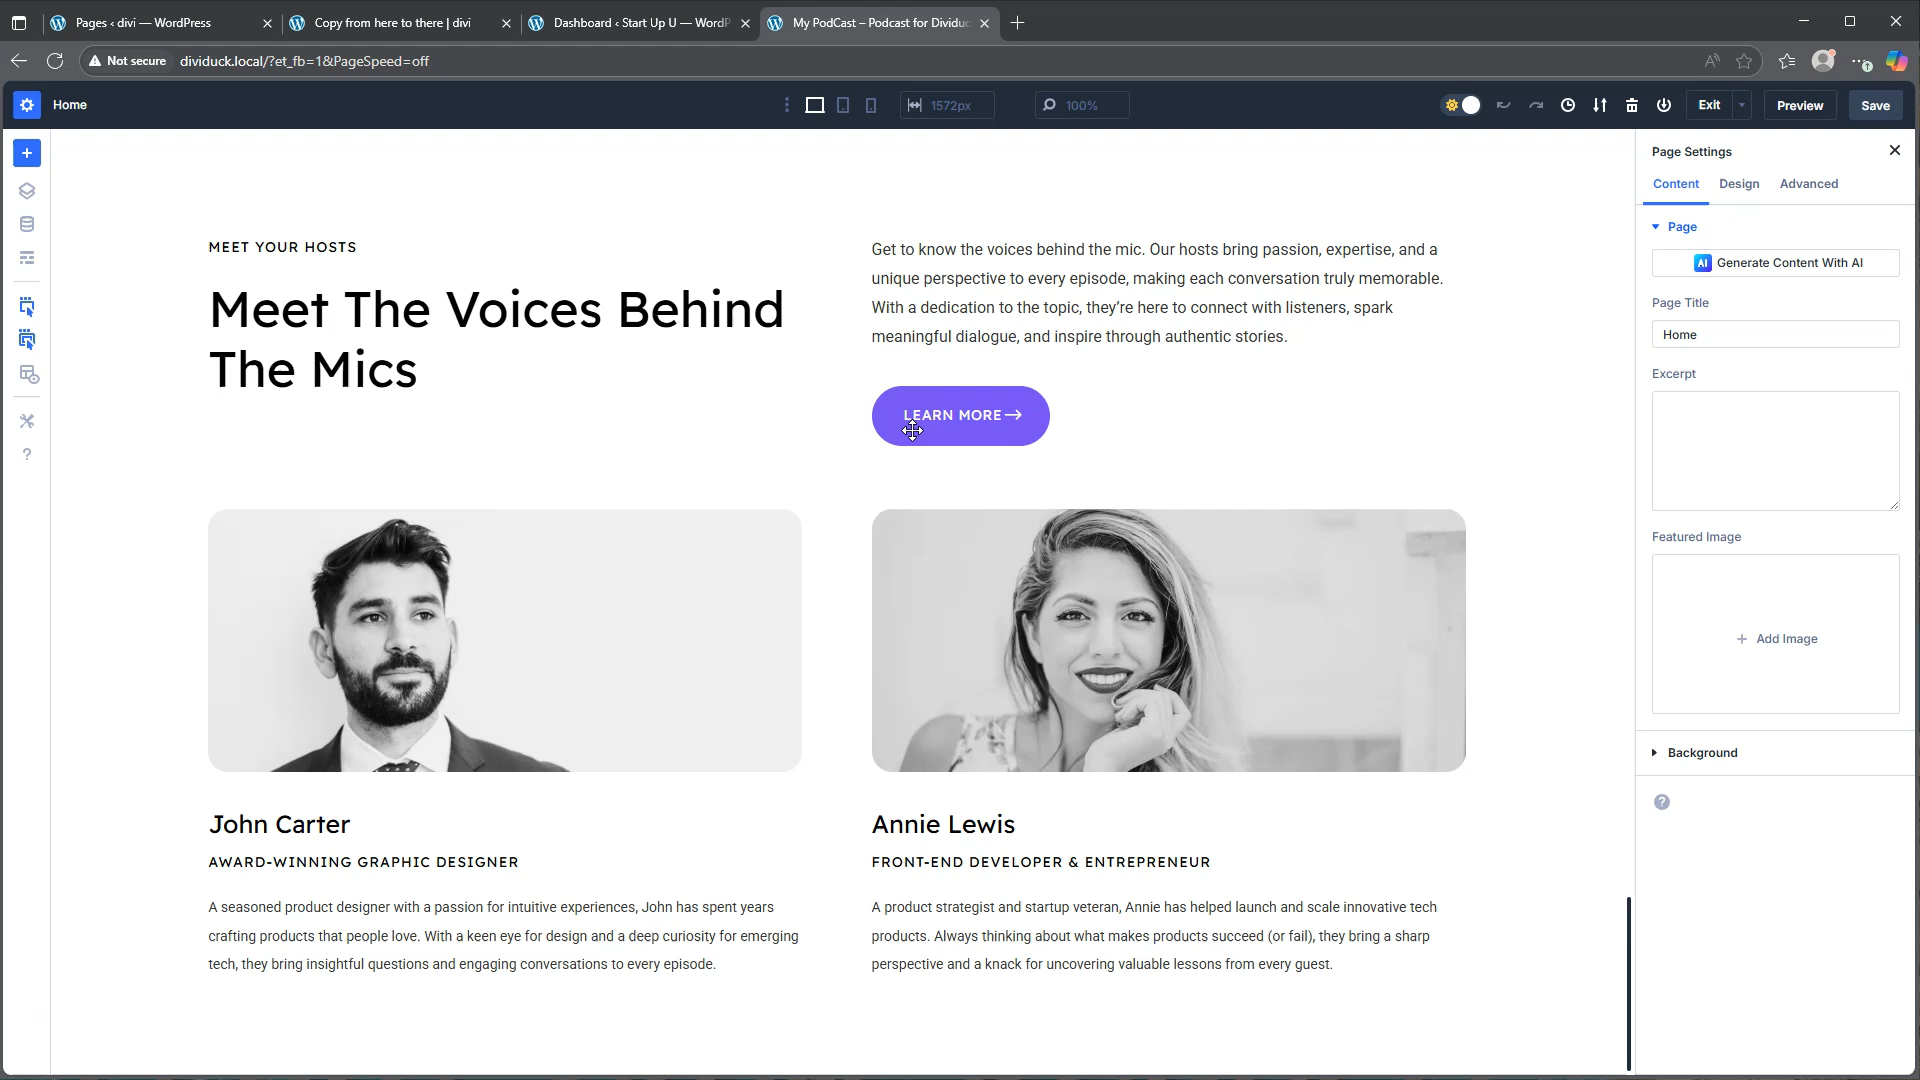 Pages ‹ divi — WordPress
Copy from here to there | divi
Dashboard ‹ Start Up U — WordP
My PodCast – Podcast for Dividuc
Not secure
dividuck.local/?et_fb=1&PageSpeed=off
Home
1572px
100%
Exit
Preview
Save
MEET YOUR HOSTS
Meet The Voices Behind
The Mics
Get to know the voices behind the mic. Our hosts bring passion, expertise, and a
unique perspective to every episode, making each conversation truly memorable.
With a dedication to the topic, they’re here to connect with listeners, spark
meaningful dialogue, and inspire through authentic stories.
LEARN MORE
John Carter
AWARD-WINNING GRAPHIC DESIGNER
A seasoned product designer with a passion for intuitive experiences, John has spent years
crafting products that people love. With a keen eye for design and a deep curiosity for emerging
tech, they bring insightful questions and engaging conversations to every episode.
Annie Lewis
FRONT-END DEVELOPER & ENTREPRENEUR
A product strategist and startup veteran, Annie has helped launch and scale innovative tech
products. Always thinking about what makes products succeed (or fail), they bring a sharp
perspective and a knack for uncovering valuable lessons from every guest.
Page Settings
Content
Design
Advanced
Page
AI Generate Content With AI
Page Title
Home
Excerpt
Featured Image
Add Image
Background